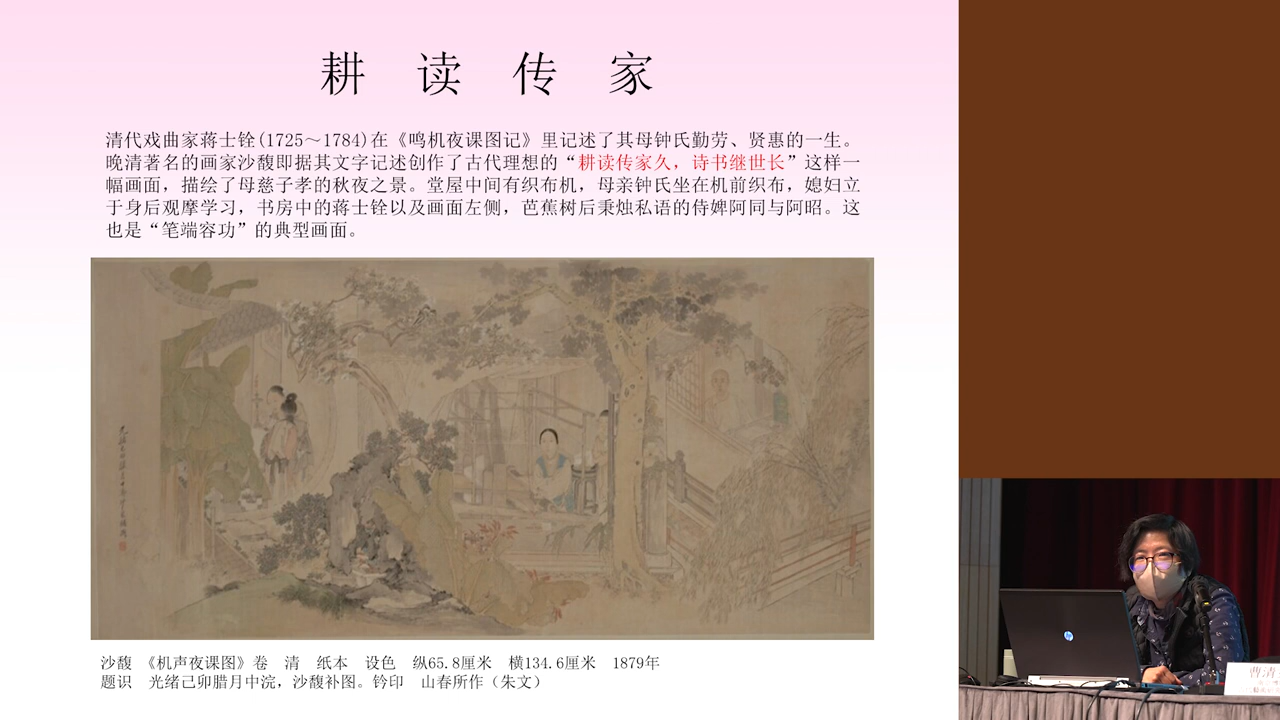 耕 读 传 家
清代戏曲家蒋士铨(1725～1784)在《鸣机夜课图记》里记述了其母钟氏勤劳、贤惠的一生。
晚清著名的画家沙馥即据其文字记述创作了古代理想的“耕读传家久，诗书继世长”这样一
幅画面，描绘了母慈子孝的秋夜之景。堂屋中间有织布机，母亲钟氏坐在机前织布，媳妇立
于身后观摩学习，书房中的蒋士铨以及画面左侧，芭蕉树后秉烛私语的侍婢阿同与阿昭。这
也是“笔端容功”的典型画面。
沙馥 《机声夜课图》卷 清 纸本 设色 纵65.8厘米 横134.6厘米 1879年
题识 光绪己卯腊月中浣，沙馥补图。钤印 山春所作（朱文）
hp
曹清